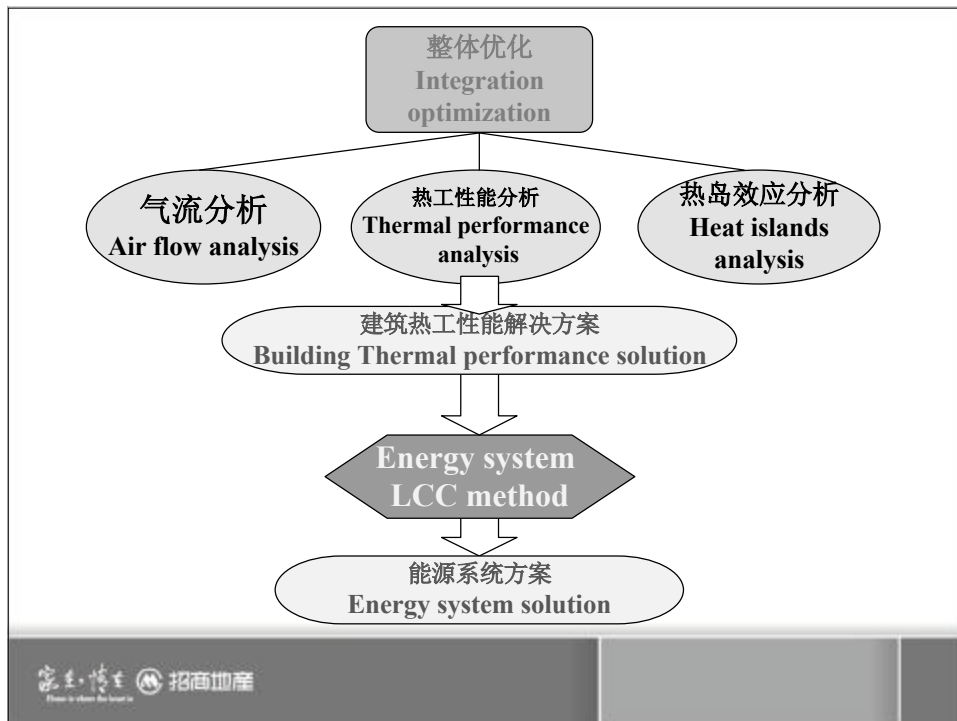 整体优化
Integration
optimization
气流分析
Air flow analysis
热工性能分析
Thermal performance
analysis
热岛效应分析
Heat islands
analysis
建筑热工性能解决方案
Building Thermal performance solution
Energy system
LCC method
能源系统方案
Energy system solution
招商地产